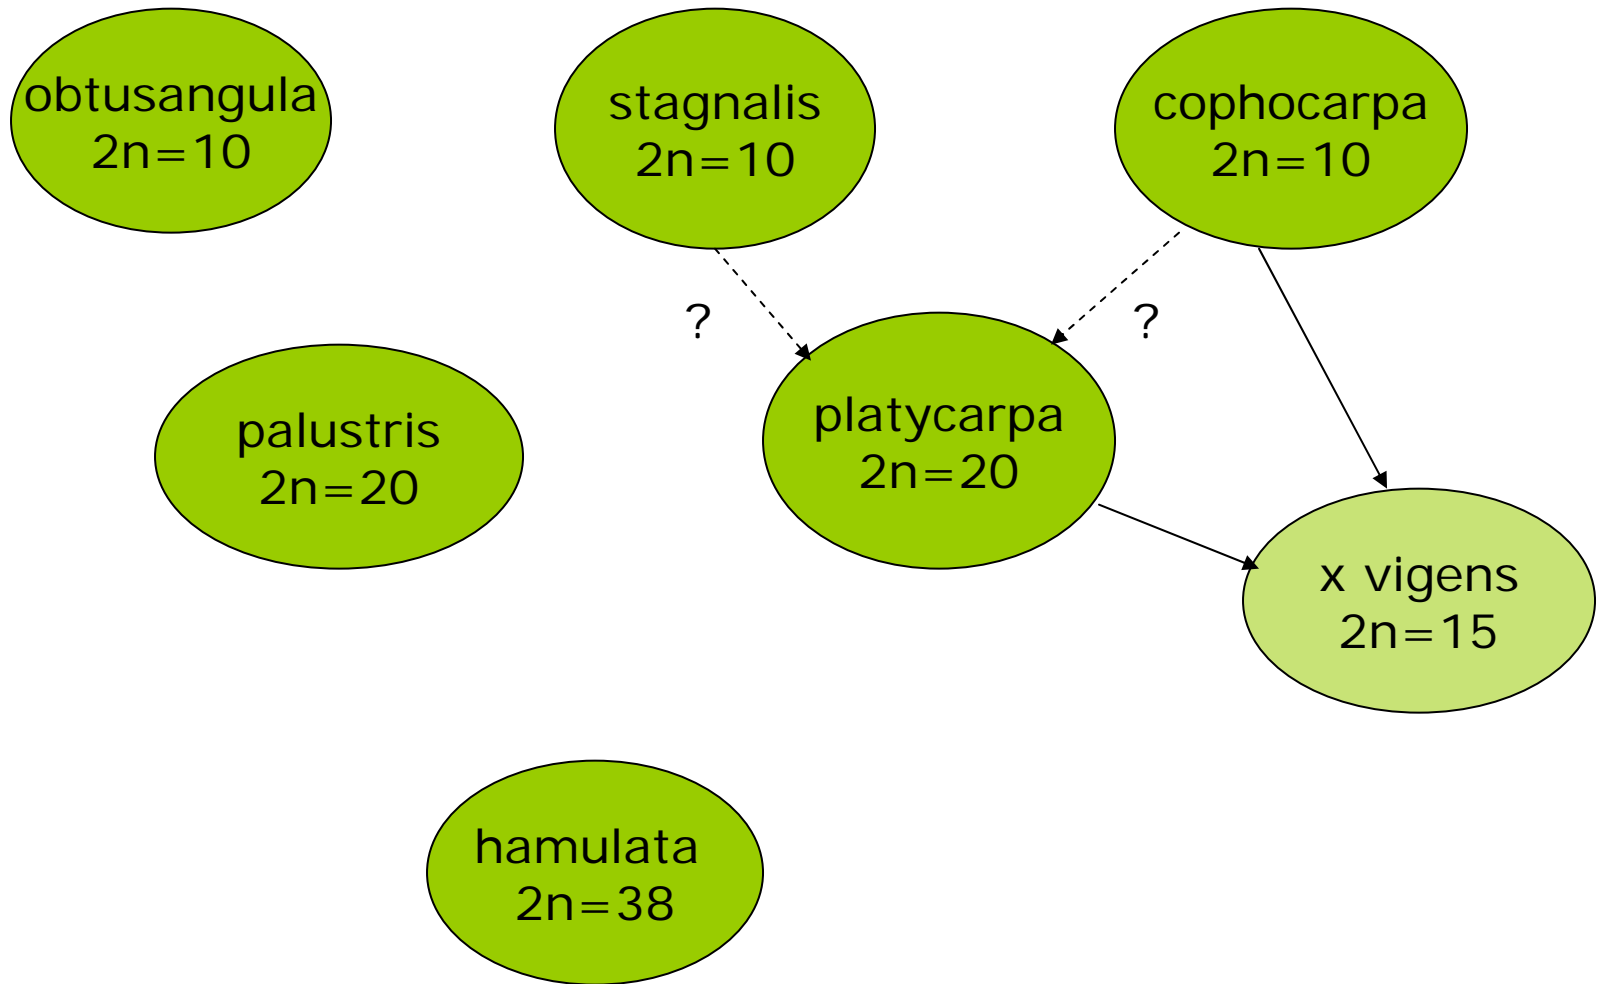 obtusangula
2n=10
stagnalis
2n=10
cophocarpa
2n=10
?
?
platycarpa
2n=20
palustris
2n=20
x vigens
2n=15
hamulata
2n=38